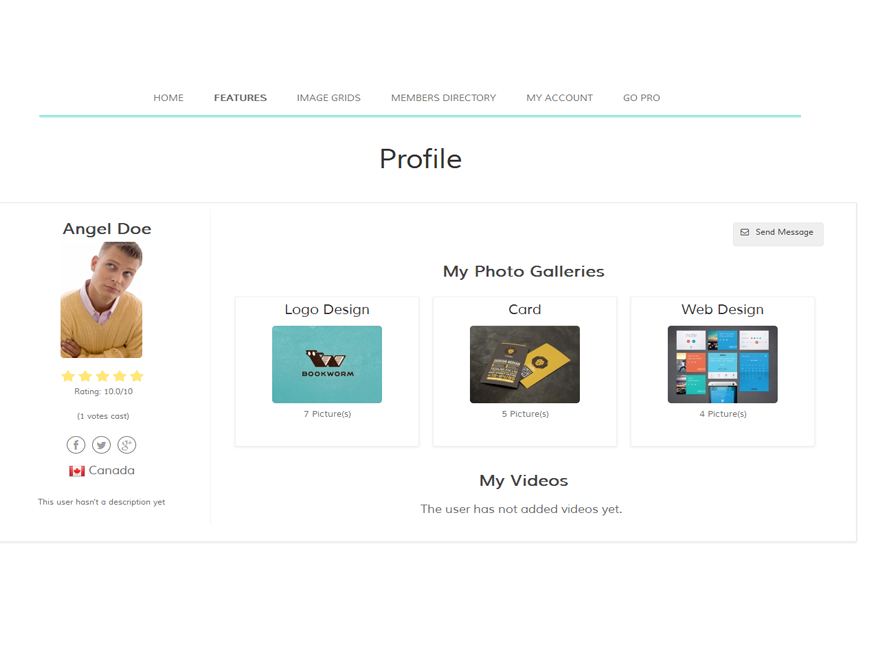 HOME FEATURES IMAGE GRIDS MEMBERS DIRECTORY MY ACCOUNT GO PRO
Profile
Angel Doe
Rating: 10.0/10
(1 votes cast)
Canada
This user hasn't a description yet
Send Message
My Photo Galleries
Logo Design
BOOKWORM
7 Picture(s)
Card
5 Picture(s)
Web Design
4 Picture(s)
My Videos
The user has not added videos yet.